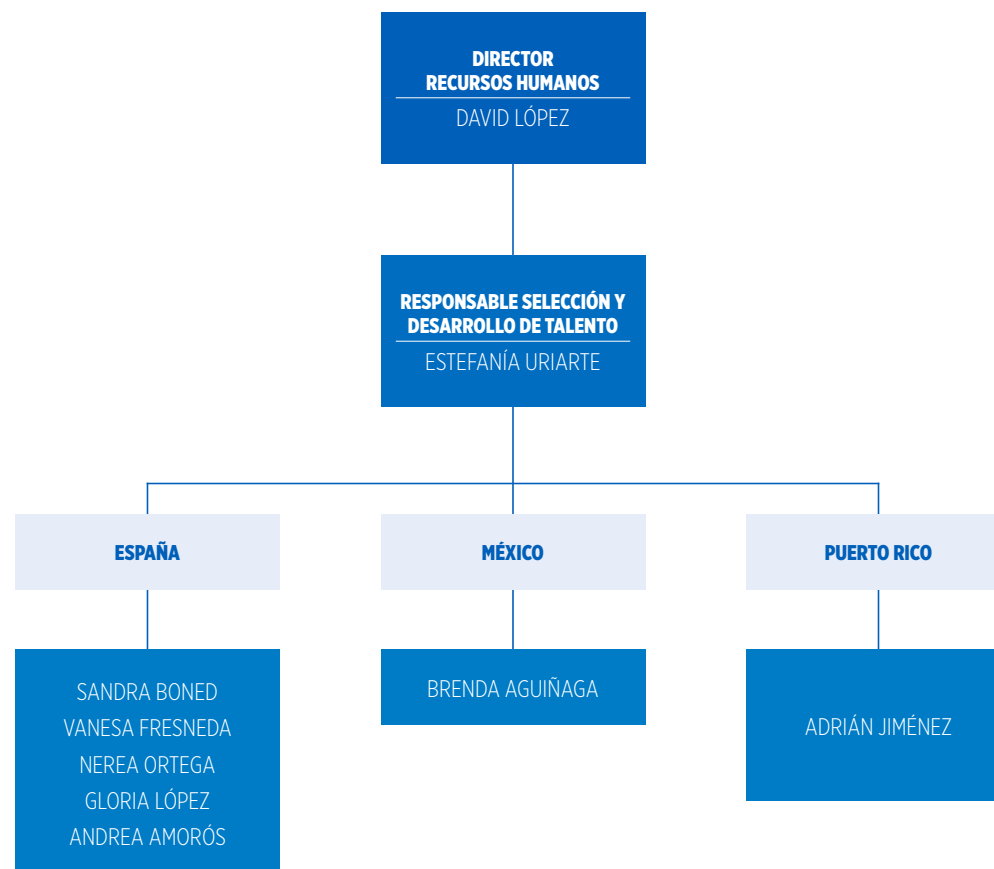 DIRECTOR
RECURSOS HUMANOS
DAVID LÓPEZ
RESPONSABLE SELECCIÓN Y
DESARROLLO DE TALENTO
ESTEFANÍA URIARTE
ESPAÑA
MÉXICO
PUERTO RICO
SANDRA BONED
VANESA FRESNEDA
NEREA ORTEGA
GLORIA LÓPEZ
ANDREA AMORÓS
BRENDA AGUIÑAGA
ADRIÁN JIMÉNEZ